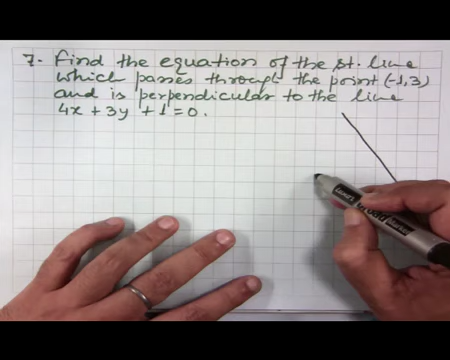 7. Find the equation of the st. line
which passes through the point (-1,3)
and is perpendicular to the line
4x + 3y + 1 = 0.